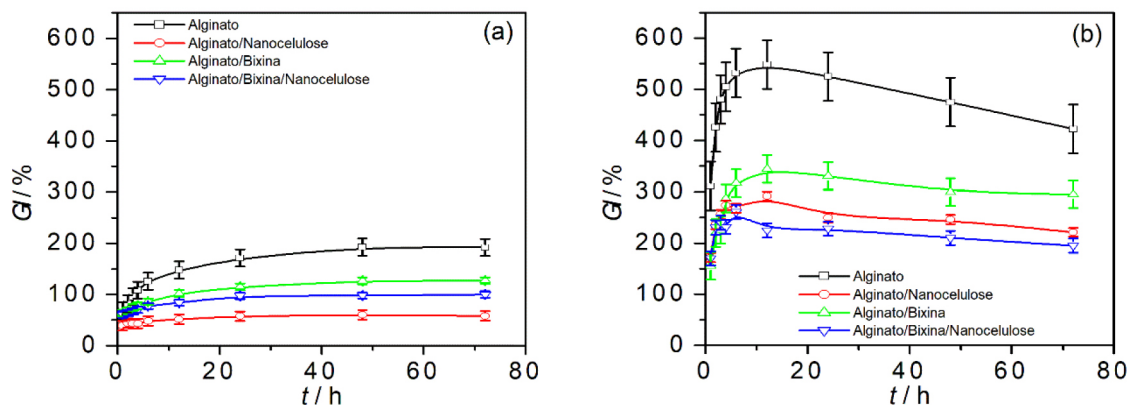 (a)
Alginato
Alginato/Nanocelulose
Alginato/Bixina
Alginato/Bixina/Nanocelulose
600
500
400
300
200
100
0
GI / %
0 20 40 60 80
t / h
(b)
600
500
400
300
200
100
0
GI / %
Alginato
Alginato/Nanocelulose
Alginato/Bixina
Alginato/Bixina/Nanocelulose
0 20 40 60 80
t / h